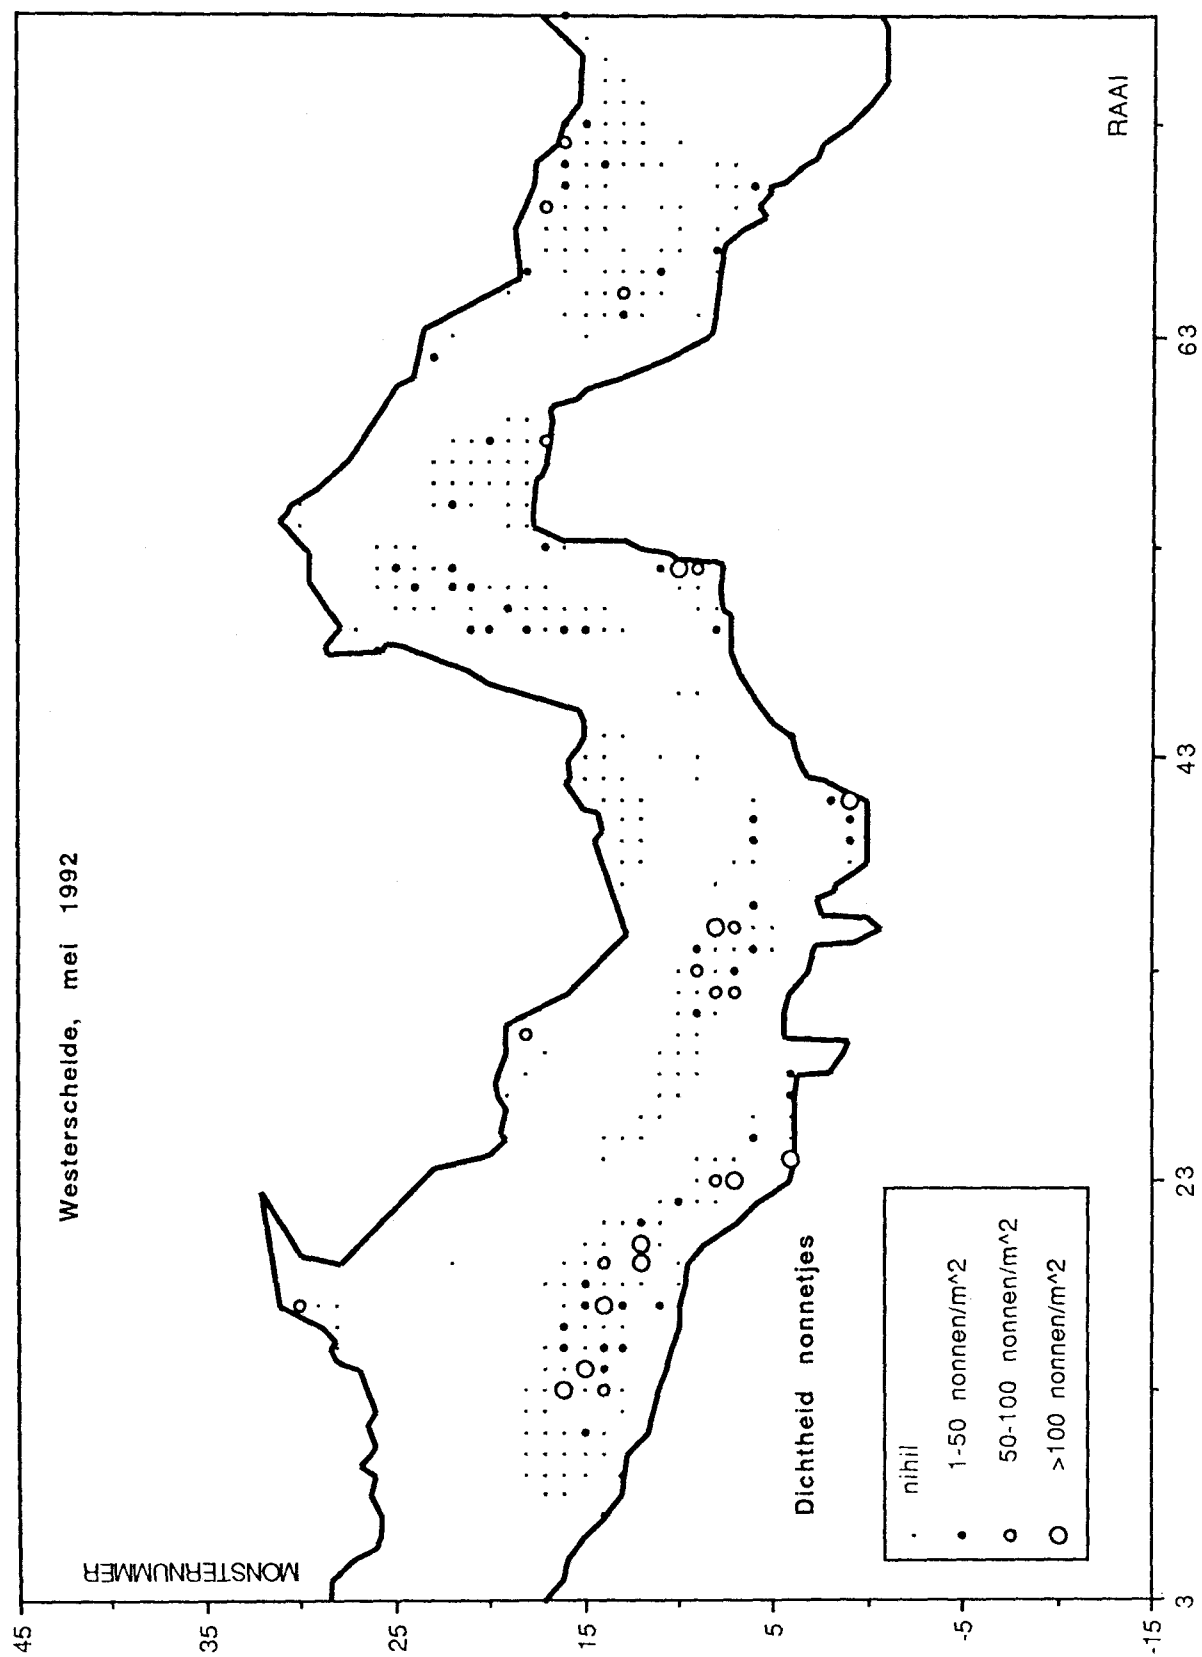 Westerschelde, mei 1992
MONSTERNUMMER
45
35
25
15
5
-5
-15
3
23
43
63
RAAI
Dichtheid nonnetjes
nihil
1-50 nonnen/m^2
50-100 nonnen/m^2
>100 nonnen/m^2